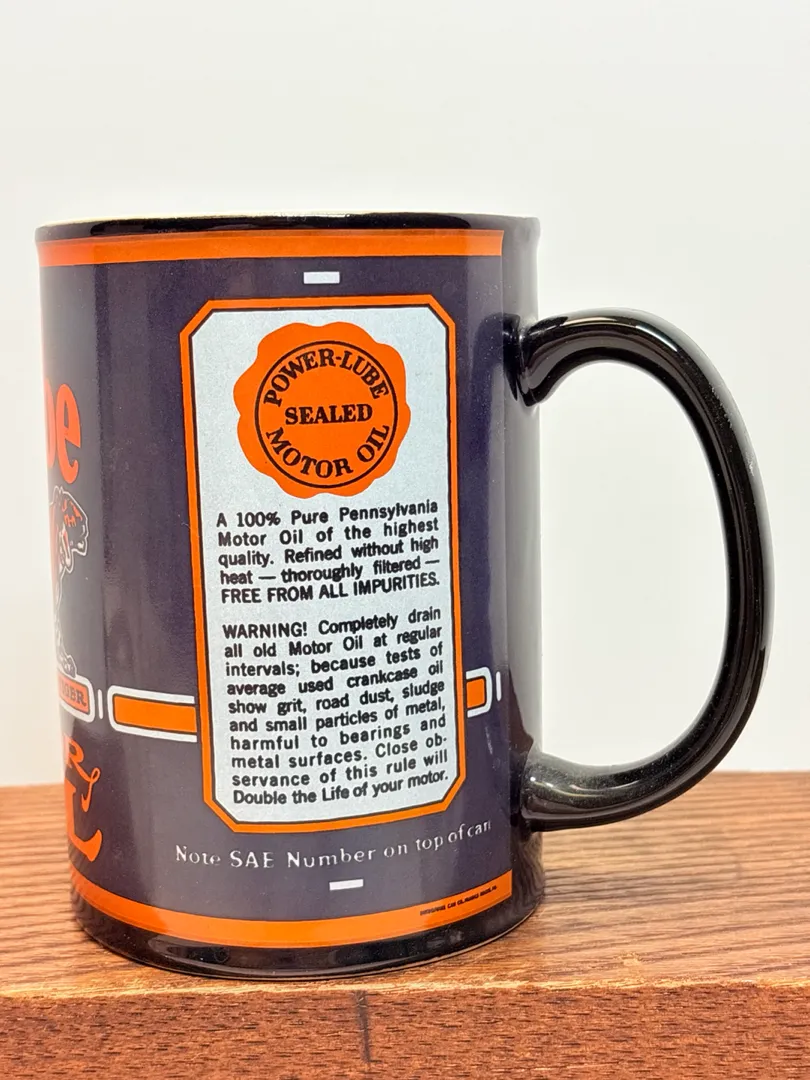 be
POWER-LUBE
SEALED
MOTOR OIL
A 100% Pure Pennsylvania
Motor Oil of the highest
quality. Refined without high
heat — thoroughly filtered —
FREE FROM ALL IMPURITIES.
WARNING! Completely drain
all old Motor Oil at regular
intervals; because tests of
average used crankcase oil
show grit, road dust, sludge
and small particles of metal,
harmful to bearings and
metal surfaces. Close ob-
servance of this rule will
Double the Life of your motor.
R
L
Note SAE Number on top of can